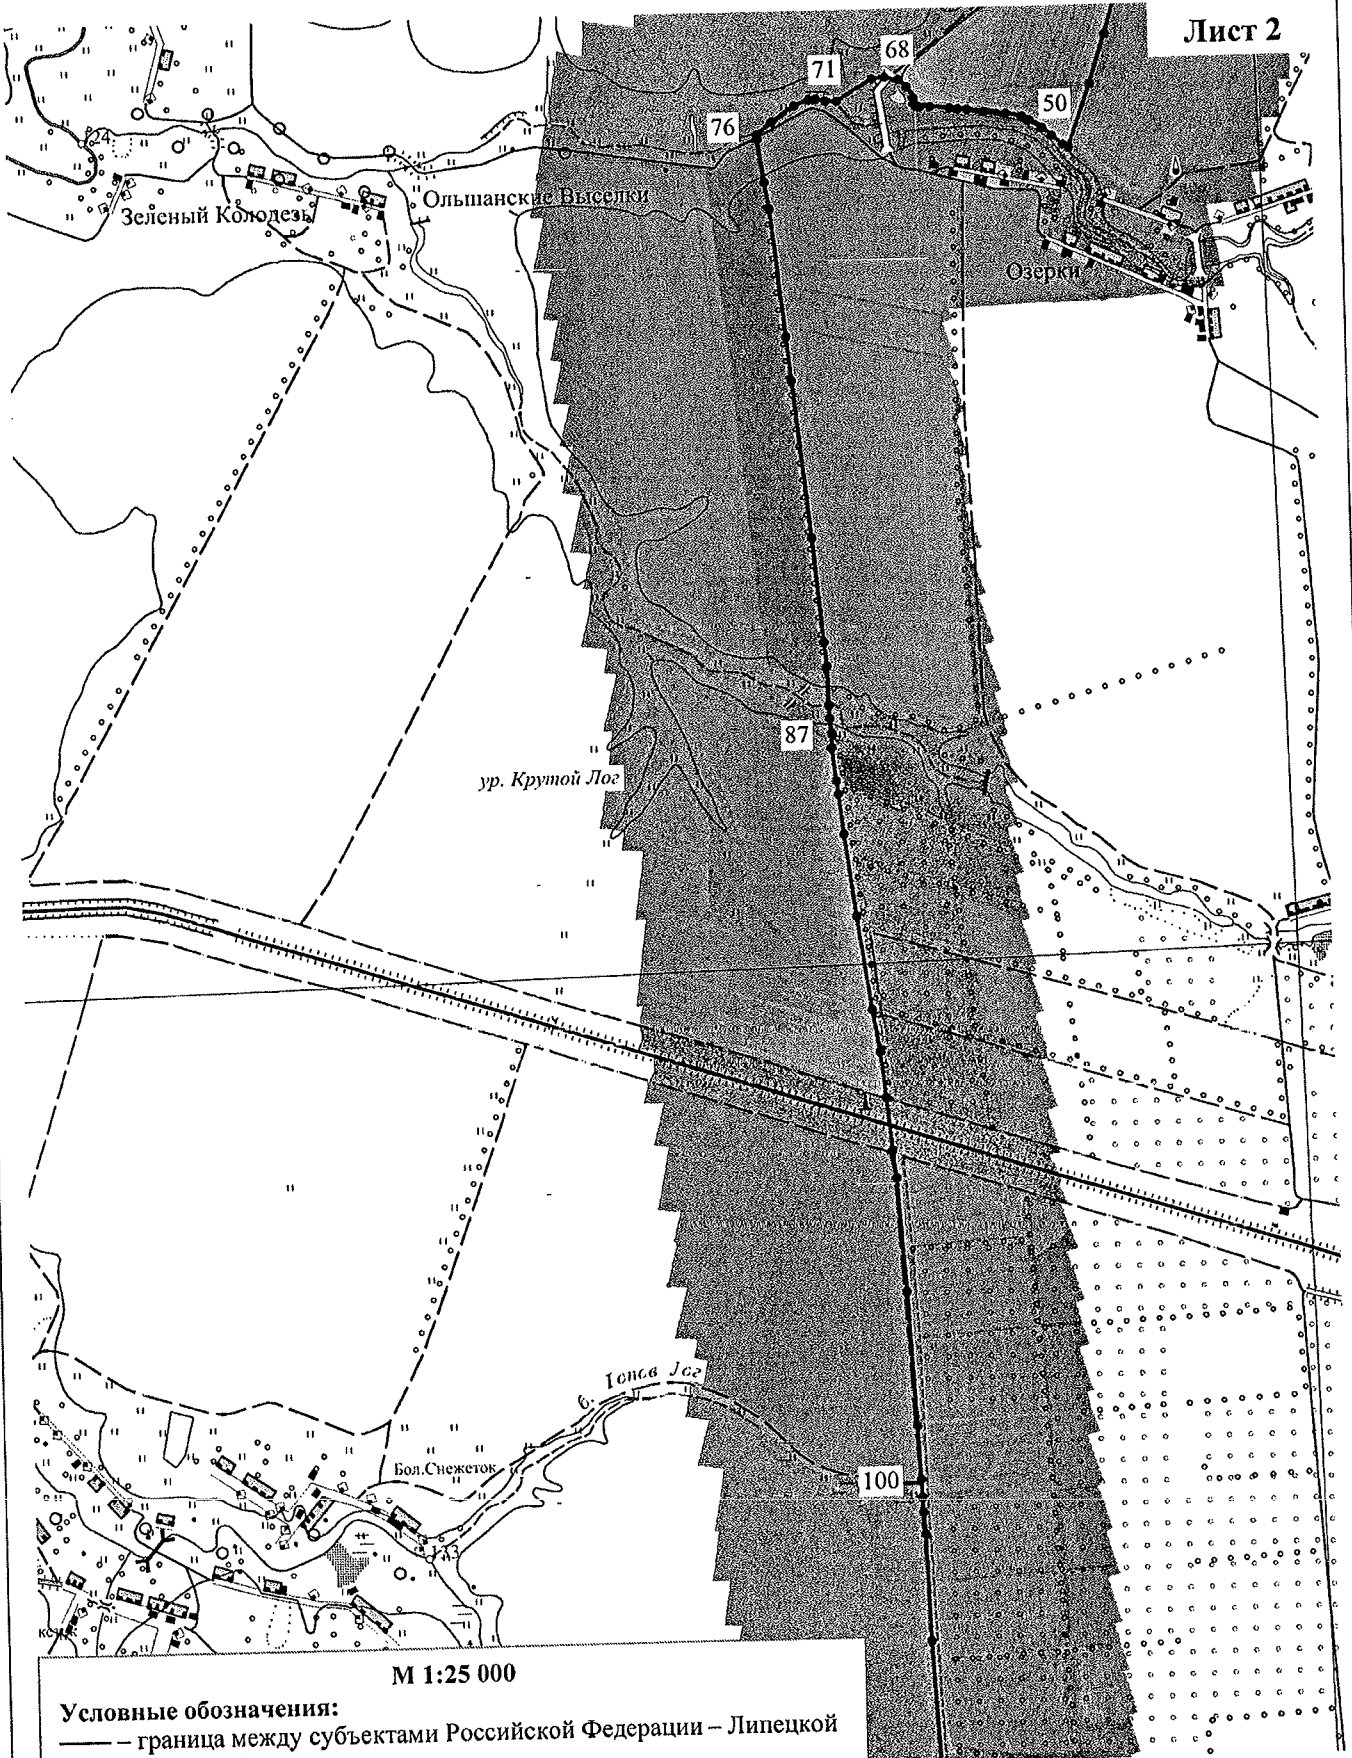 Лист 2
68
71
50
76
24
Ольшанские Выселки
Зеленый Колодезь
Озерки
87
ур. Крутой Лог
Бол.Снежеток
100
М 1:25 000
Условные обозначения:
—— – граница между субъектами Российской Федерации – Липецкой